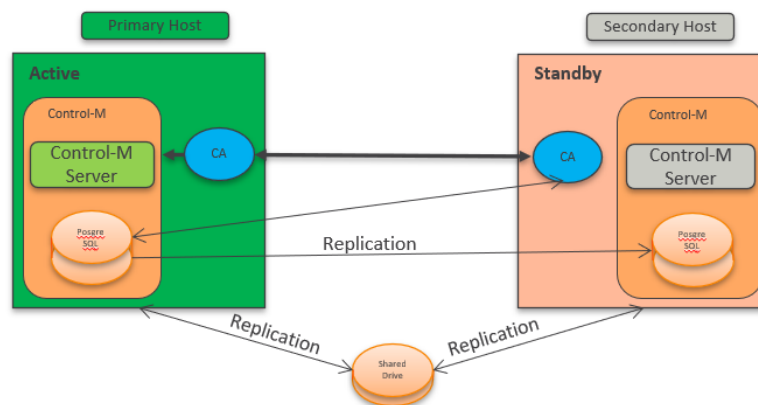 Primary Host
Secondary Host
Active
Standby
Control-M
Control-M
CA
CA
Control-M
Server
Control-M
Server
Posgre
SQL
Replication
Posgre
SQL
Replication
Replication
Shared
Drive